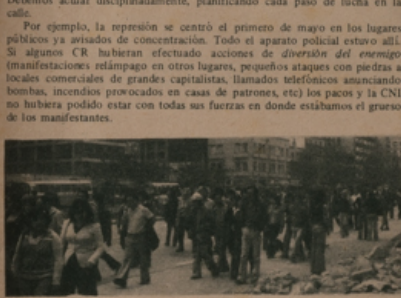 Debemos actuar disciplinadamente, planificando cada paso de lucha en la
calle.
Por ejemplo, la represión se centró el primero de mayo en los lugares
públicos ya avisados de concentración. Todo el aparato policial estuvo allí.
Si algunos CR hubieran efectuado acciones de diversión del enemigo
(manifestaciones relámpago en otros lugares, pequeños ataques con piedras a
locales comerciales de grandes capitalistas, llamados telefónicos anunciando
bombas, incendios provocados en casas de patrones, etc) los pacos y la CNI
no hubiera podido estar con todas sus fuerzas en donde estábamos el grueso
de los manifestantes.